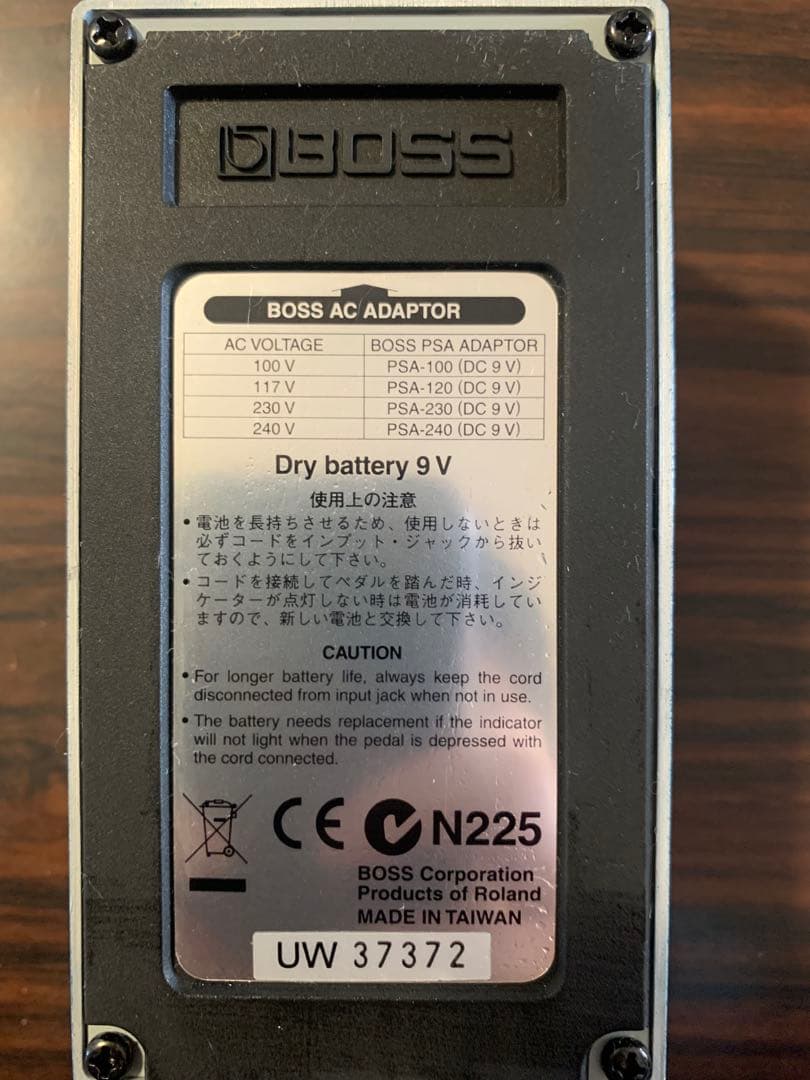 BOSS
BOSS AC ADAPTOR
AC VOLTAGE BOSS PSA ADAPTOR
100 V PSA-100 (DC 9 V)
117 V PSA-120 (DC 9 V)
230 V PSA-230 (DC 9 V)
240 V PSA-240 (DC 9 V)
Dry battery 9 V
使用上の注意
• 電池を長持ちさせるため、使用しないときは
必ずコードをインプット・ジャックから抜い
ておくようにして下さい。
• コードを接続してペダルを踏んだ時、インジ
ケーターが点灯しない時は電池が消耗してい
ますので、新しい電池と交換して下さい。
CAUTION
• For longer battery life, always keep the cord
disconnected from input jack when not in use.
• The battery needs replacement if the indicator
will not light when the pedal is depressed with
the cord connected.
CE N225
BOSS Corporation
Products of Roland
MADE IN TAIWAN
UW 37372